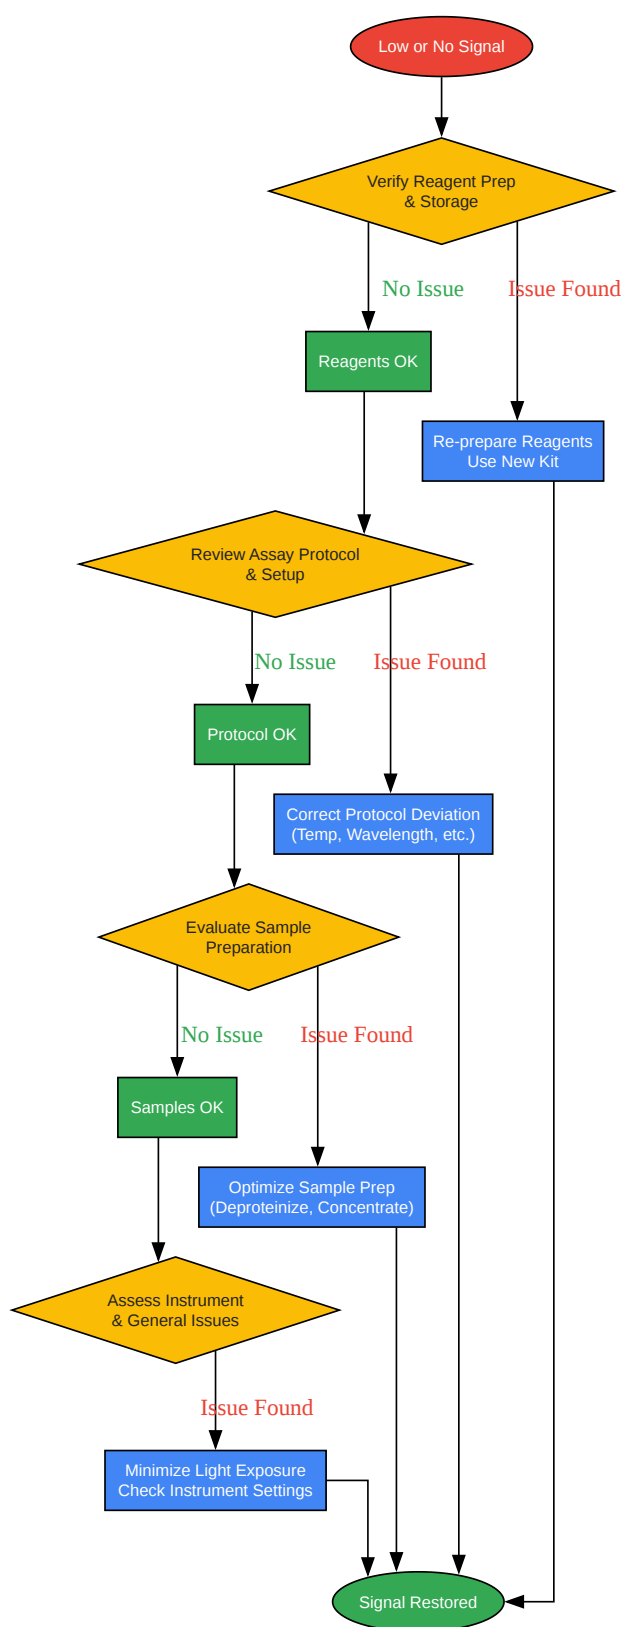 Low or No Signal
Verify Reagent Prep
& Storage
No Issue
Issue Found
Reagents OK
Re-prepare Reagents
Use New Kit
Review Assay Protocol
& Setup
No Issue
Issue Found
Protocol OK
Correct Protocol Deviation
(Temp, Wavelength, etc.)
Evaluate Sample
Preparation
No Issue
Issue Found
Samples OK
Optimize Sample Prep
(Deproteinize, Concentrate)
Assess Instrument
& General Issues
Issue Found
Minimize Light Exposure
Check Instrument Settings
Signal Restored